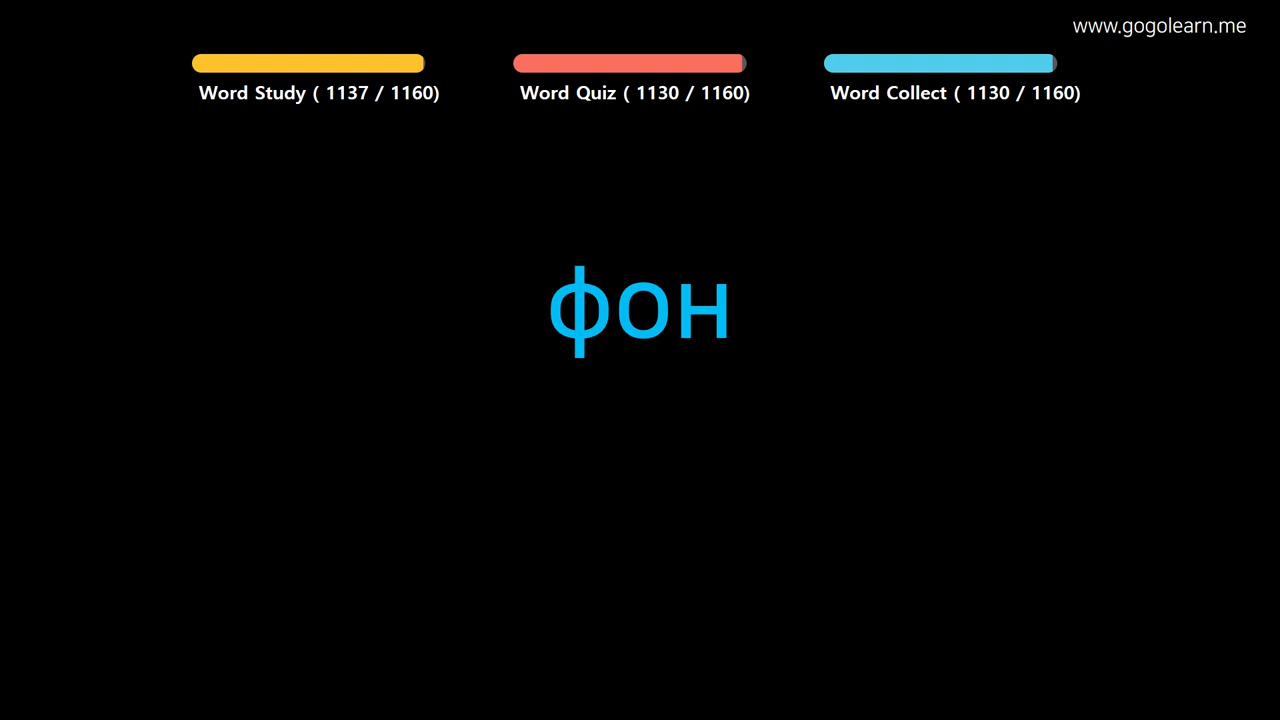 www.gogolearn.me
Word Study ( 1137 / 1160)
Word Quiz ( 1130 / 1160)
Word Collect ( 1130 / 1160)
фон